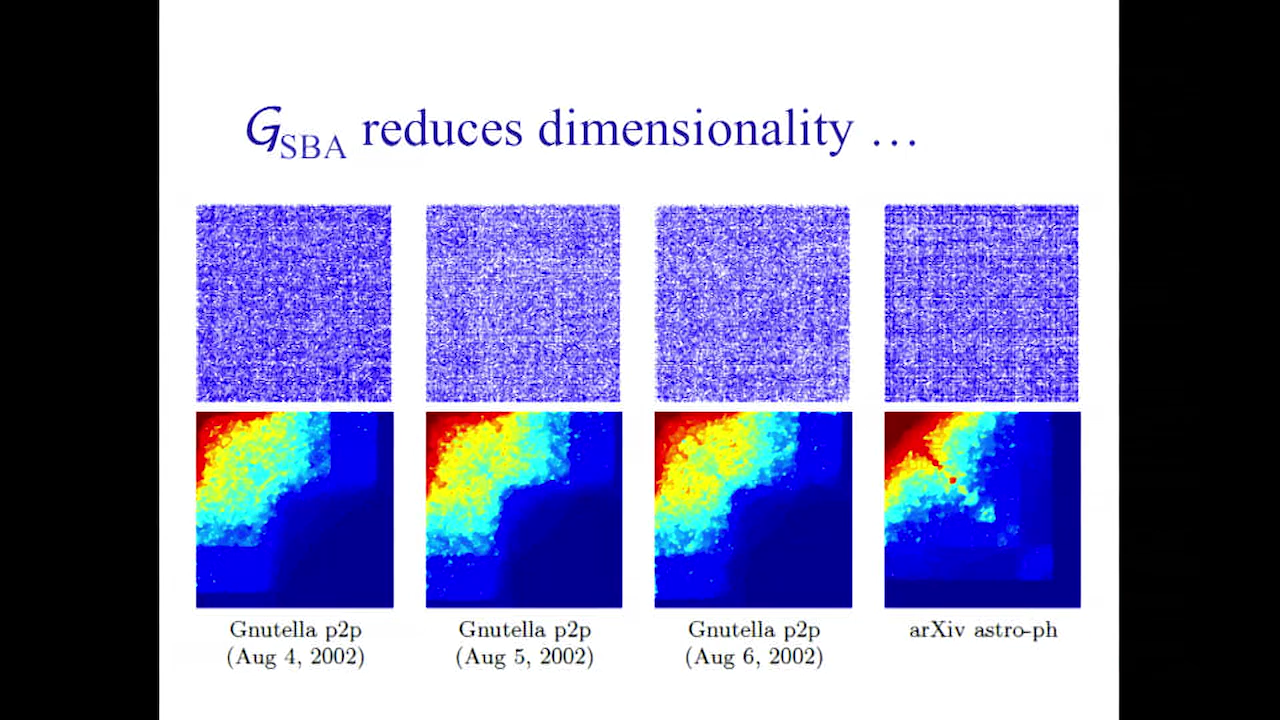 G_SBA reduces dimensionality …
Gnutella p2p
(Aug 4, 2002)
Gnutella p2p
(Aug 5, 2002)
Gnutella p2p
(Aug 6, 2002)
arXiv astro-ph